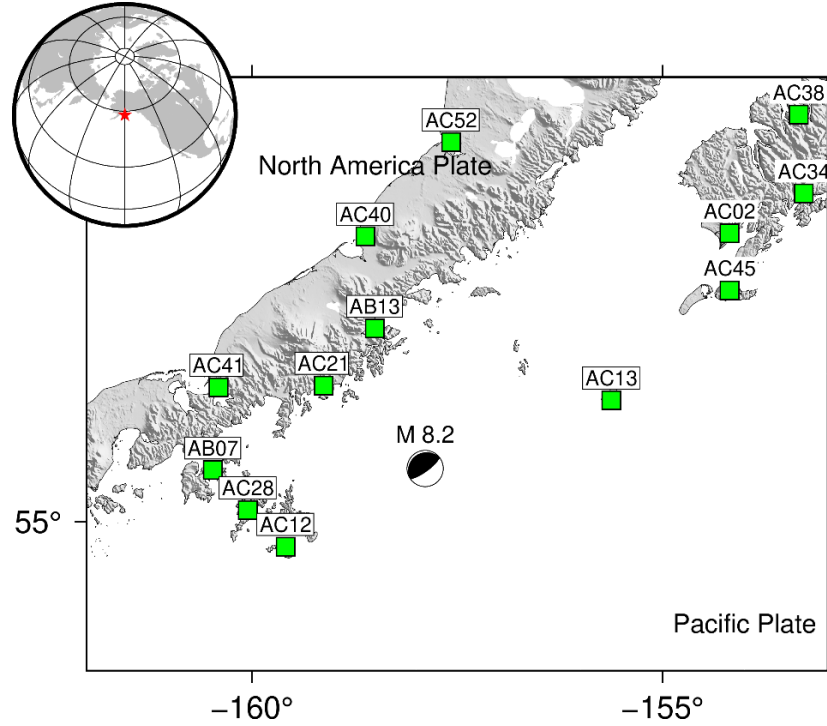 AC38
AC52
North America Plate
AC34
AC40
AC02
AC45
AB13
AC41
AC21
AC13
M 8.2
AB07
AC28
AC12
55°
Pacific Plate
−160°
−155°